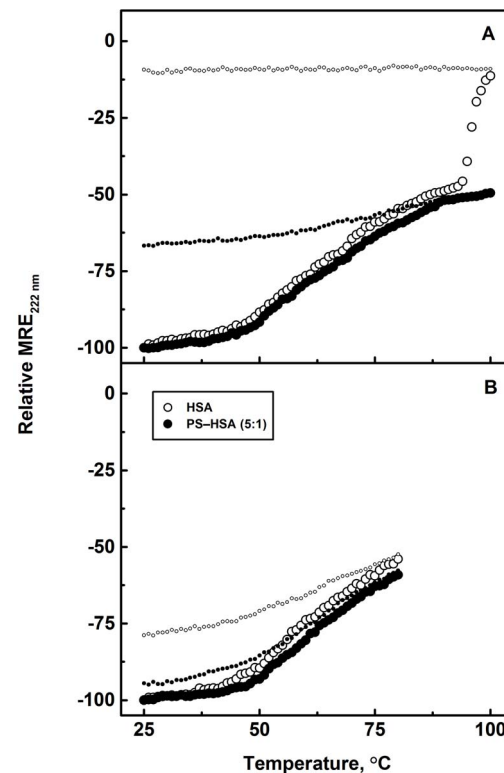 A
0
-25
-50
-75
-100
B
0
HSA
PS–HSA (5:1)
-25
-50
-75
-100
25 50 75 100
Relative MRE222 nm
Temperature, °C